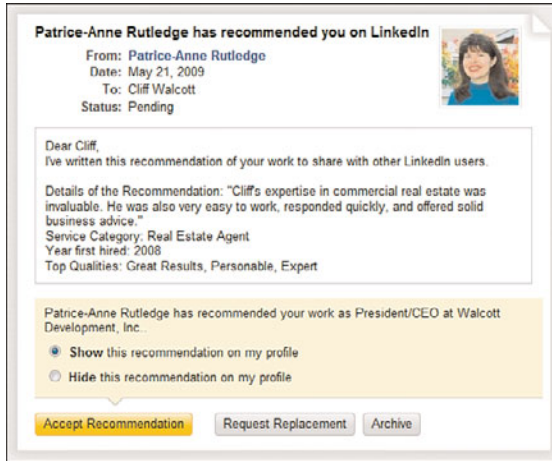 Patrice-Anne Rutledge has recommended you on LinkedIn
From: Patrice-Anne Rutledge
Date: May 21, 2009
To: Cliff Walcott
Status: Pending
Dear Cliff,
I've written this recommendation of your work to share with other LinkedIn users.
Details of the Recommendation: "Cliff's expertise in commercial real estate was
invaluable. He was also very easy to work, responded quickly, and offered solid
business advice."
Service Category: Real Estate Agent
Year first hired: 2008
Top Qualities: Great Results, Personable, Expert
Patrice-Anne Rutledge has recommended your work as President/CEO at Walcott
Development, Inc..
Show this recommendation on my profile
Hide this recommendation on my profile
Accept Recommendation Request Replacement Archive